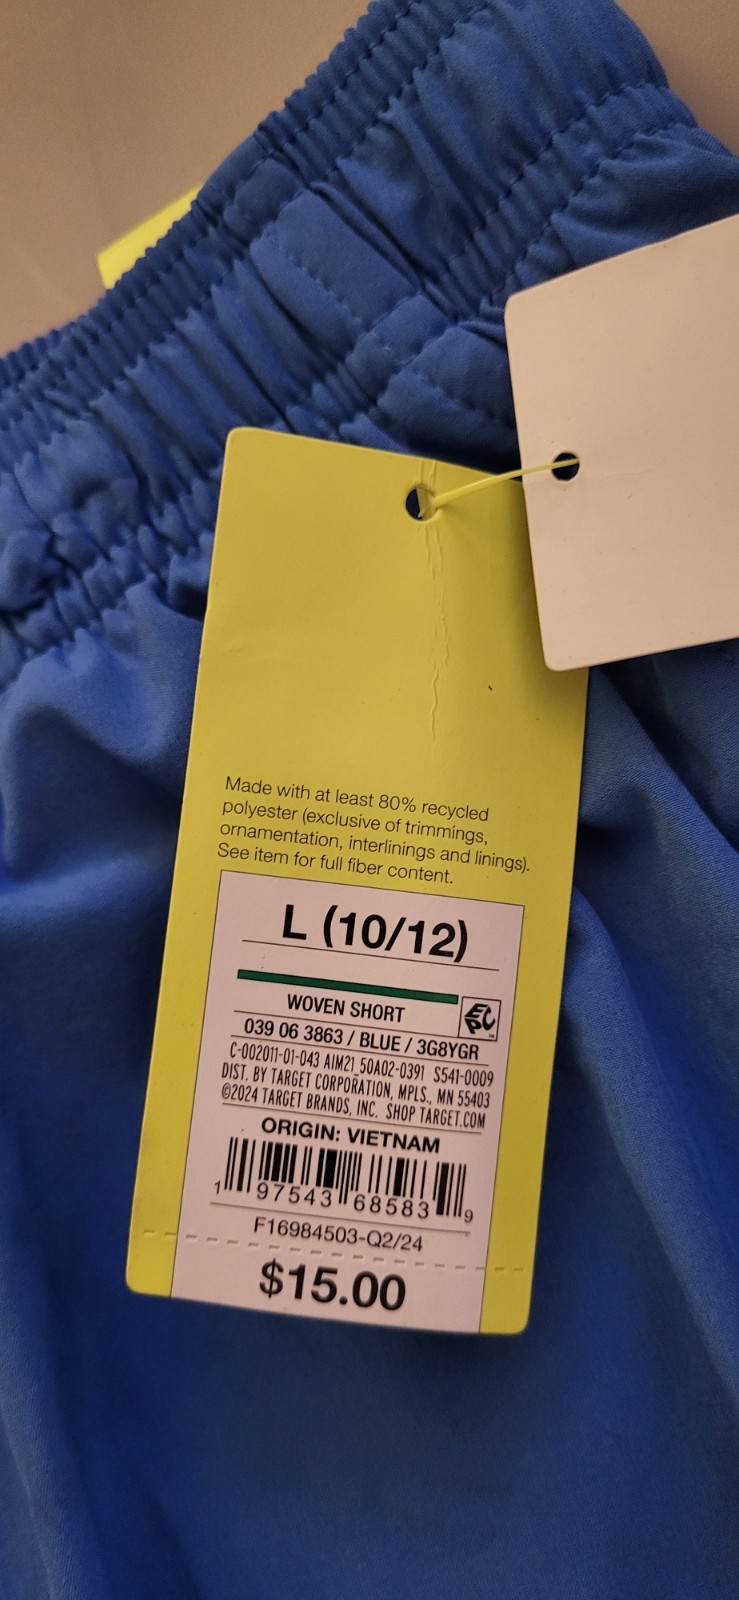 Made with at least 80% recycled
polyester (exclusive of trimmings,
ornamentation, interlinings and linings).
See item for full fiber content.
L (10/12)
WOVEN SHORT
EPC
039 06 3863 / BLUE / 3G8YGR
C-002011-01-043 AIM21_50A02-0391 S541-0009
DIST. BY TARGET CORPORATION, MPLS., MN 55403
©2024 TARGET BRANDS, INC. SHOP TARGET.COM
ORIGIN: VIETNAM
1 97543 68583 9
F16984503-Q2/24
$15.00